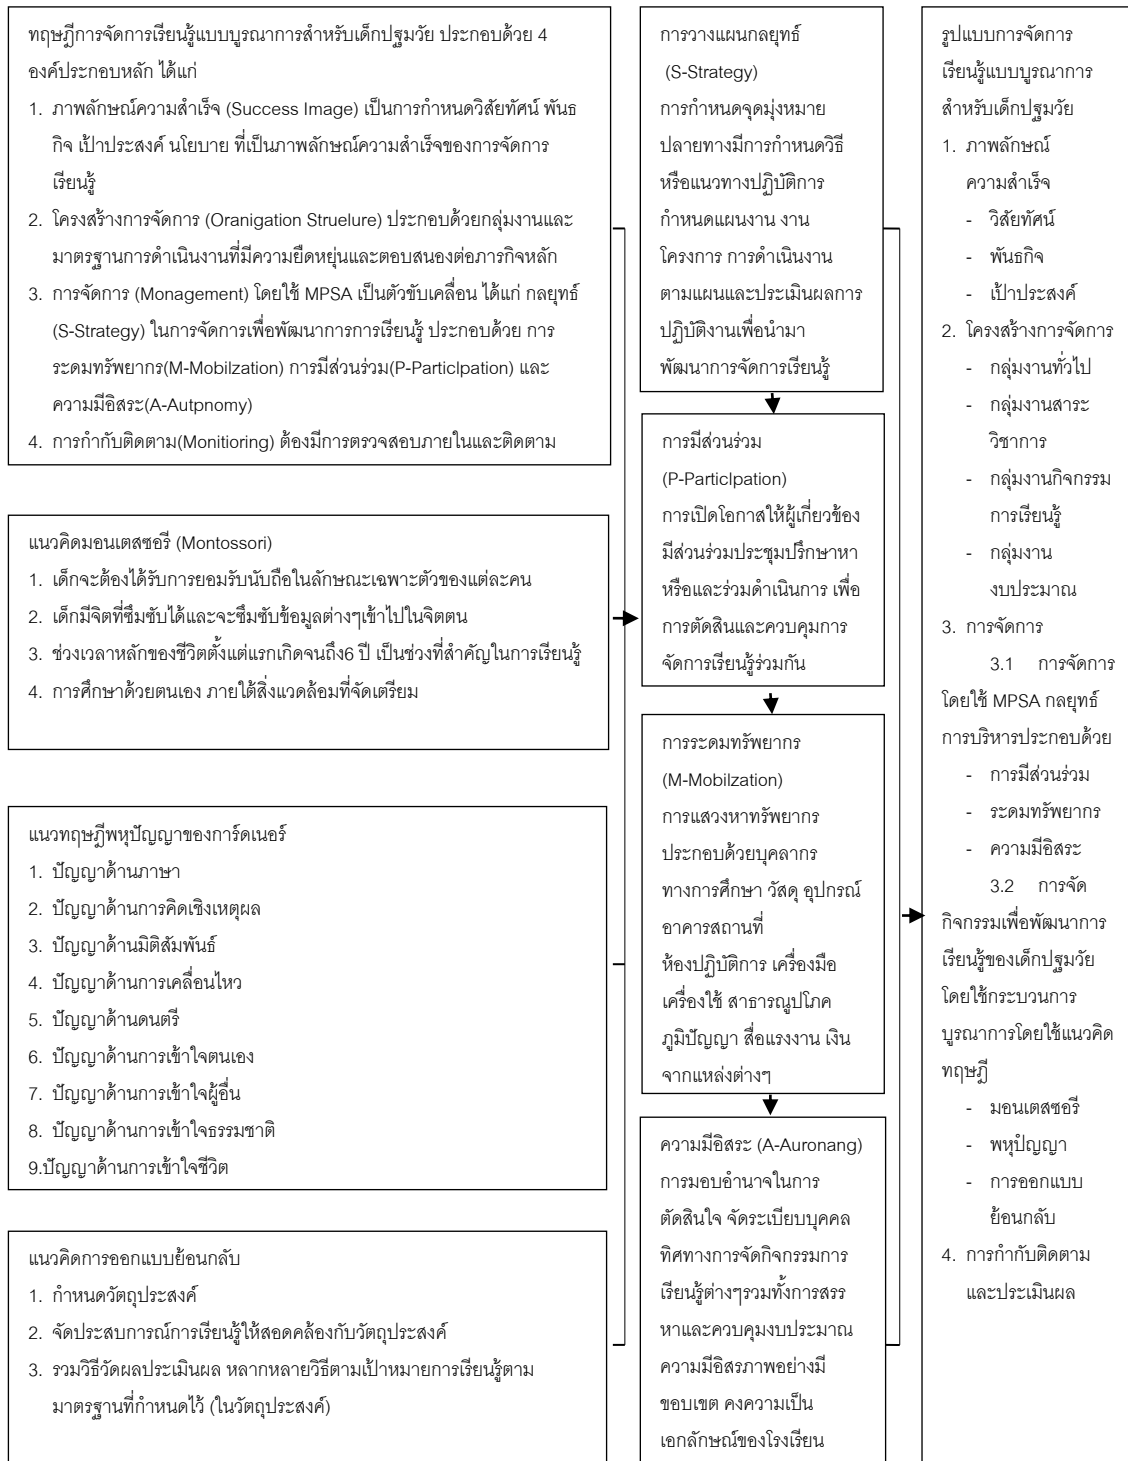 ทฤษฎีการจัดการเรียนรู้แบบบูรณาการสำหรับเด็กปฐมวัย ประกอบด้วย 4
องค์ประกอบหลัก ได้แก่
1. ภาพลักษณ์ความสำเร็จ (Success Image) เป็นการกำหนดวิสัยทัศน์ พันธ
กิจ เป้าประสงค์ นโยบาย ที่เป็นภาพลักษณ์ความสำเร็จของการจัดการ
เรียนรู้
2. โครงสร้างการจัดการ (Oranigation Struelure) ประกอบด้วยกลุ่มงานและ
มาตรฐานการดำเนินงานที่มีความยืดหยุ่นและตอบสนองต่อภารกิจหลัก
3. การจัดการ (Monagement) โดยใช้ MPSA เป็นตัวขับเคลื่อน ได้แก่ กลยุทธ์
(S-Strategy) ในการจัดการเพื่อพัฒนาการการเรียนรู้ ประกอบด้วย การ
ระดมทรัพยากร(M-Mobilzation) การมีส่วนร่วม(P-Particlpation) และ
ความมีอิสระ(A-Autpnomy)
4. การกำกับติดตาม(Monitioring) ต้องมีการตรวจสอบภายในและติดตาม
แนวคิดมอนเตสซอรี (Montossori)
1. เด็กจะต้องได้รับการยอมรับนับถือในลักษณะเฉพาะตัวของแต่ละคน
2. เด็กมีจิตที่ซึมซับได้และจะซึมซับข้อมูลต่างๆเข้าไปในจิตตน
3. ช่วงเวลาหลักของชีวิตตั้งแต่แรกเกิดจนถึง6 ปี เป็นช่วงที่สำคัญในการเรียนรู้
4. การศึกษาด้วยตนเอง ภายใต้สิ่งแวดล้อมที่จัดเตรียม
แนวทฤษฎีพหุปัญญาของการ์ดเนอร์
1. ปัญญาด้านภาษา
2. ปัญญาด้านการคิดเชิงเหตุผล
3. ปัญญาด้านมิติสัมพันธ์
4. ปัญญาด้านการเคลื่อนไหว
5. ปัญญาด้านดนตรี
6. ปัญญาด้านการเข้าใจตนเอง
7. ปัญญาด้านการเข้าใจผู้อื่น
8. ปัญญาด้านการเข้าใจธรรมชาติ
9.ปัญญาด้านการเข้าใจชีวิต
แนวคิดการออกแบบย้อนกลับ
1. กำหนดวัตถุประสงค์
2. จัดประสบการณ์การเรียนรู้ให้สอดคล้องกับวัตถุประสงค์
3. รวมวิธีวัดผลประเมินผล หลากหลายวิธีตามเป้าหมายการเรียนรู้ตาม
มาตรฐานที่กำหนดไว้ (ในวัตถุประสงค์)
การวางแผนกลยุทธ์
(S-Strategy)
การกำหนดจุดมุ่งหมาย
ปลายทางมีการกำหนดวิธี
หรือแนวทางปฏิบัติการ
กำหนดแผนงาน งาน
โครงการ การดำเนินงาน
ตามแผนและประเมินผลการ
ปฏิบัติงานเพื่อนำมา
พัฒนาการจัดการเรียนรู้
การมีส่วนร่วม
(P-Particlpation)
การเปิดโอกาสให้ผู้เกี่ยวข้อง
มีส่วนร่วมประชุมปรึกษาหา
หรือและร่วมดำเนินการ เพื่อ
การตัดสินและควบคุมการ
จัดการเรียนรู้ร่วมกัน
การระดมทรัพยากร
(M-Mobilzation)
การแสวงหาทรัพยากร
ประกอบด้วยบุคลากร
ทางการศึกษา วัสดุ อุปกรณ์
อาคารสถานที่
ห้องปฏิบัติการ เครื่องมือ
เครื่องใช้ สาธารณูปโภค
ภูมิปัญญา สื่อแรงงาน เงิน
จากแหล่งต่างๆ
ความมีอิสระ (A-Auronang)
การมอบอำนาจในการ
ตัดสินใจ จัดระเบียบบุคคล
ทิศทางการจัดกิจกรรมการ
เรียนรู้ต่างๆรวมทั้งการสรร
หาและควบคุมงบประมาณ
ความมีอิสรภาพอย่างมี
ขอบเขต คงความเป็น
เอกลักษณ์ของโรงเรียน
รูปแบบการจัดการ
เรียนรู้แบบบูรณาการ
สำหรับเด็กปฐมวัย
1. ภาพลักษณ์
ความสำเร็จ
- วิสัยทัศน์
- พันธกิจ
- เป้าประสงค์
2. โครงสร้างการจัดการ
- กลุ่มงานทั่วไป
- กลุ่มงานสาระ
วิชาการ
- กลุ่มงานกิจกรรม
การเรียนรู้
- กลุ่มงาน
งบประมาณ
3. การจัดการ
3.1 การจัดการ
โดยใช้ MPSA กลยุทธ์
การบริหารประกอบด้วย
- การมีส่วนร่วม
- ระดมทรัพยากร
- ความมีอิสระ
3.2 การจัด
กิจกรรมเพื่อพัฒนาการ
เรียนรู้ของเด็กปฐมวัย
โดยใช้กระบวนการ
บูรณาการโดยใช้แนวคิด
ทฤษฎี
- มอนเตสซอรี
- พหุปํญญา
- การออกแบบ
ย้อนกลับ
4. การกำกับติดตาม
และประเมินผล